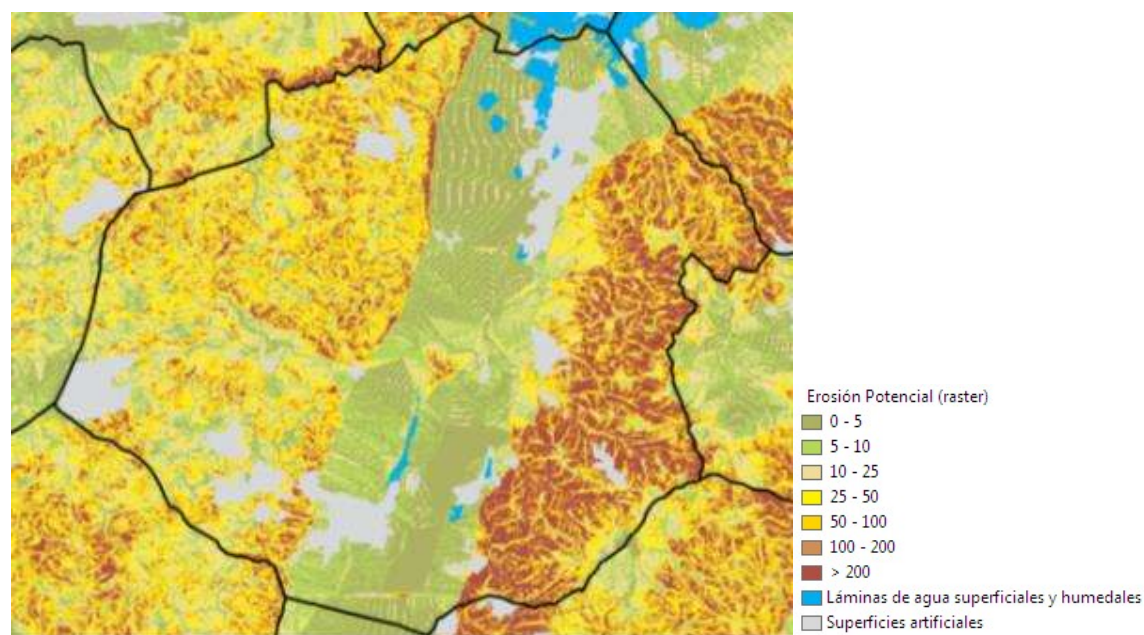 Erosión Potencial (raster)
0 - 5
5 - 10
10 - 25
25 - 50
50 - 100
100 - 200
> 200
Láminas de agua superficiales y humedales
Superficies artificiales